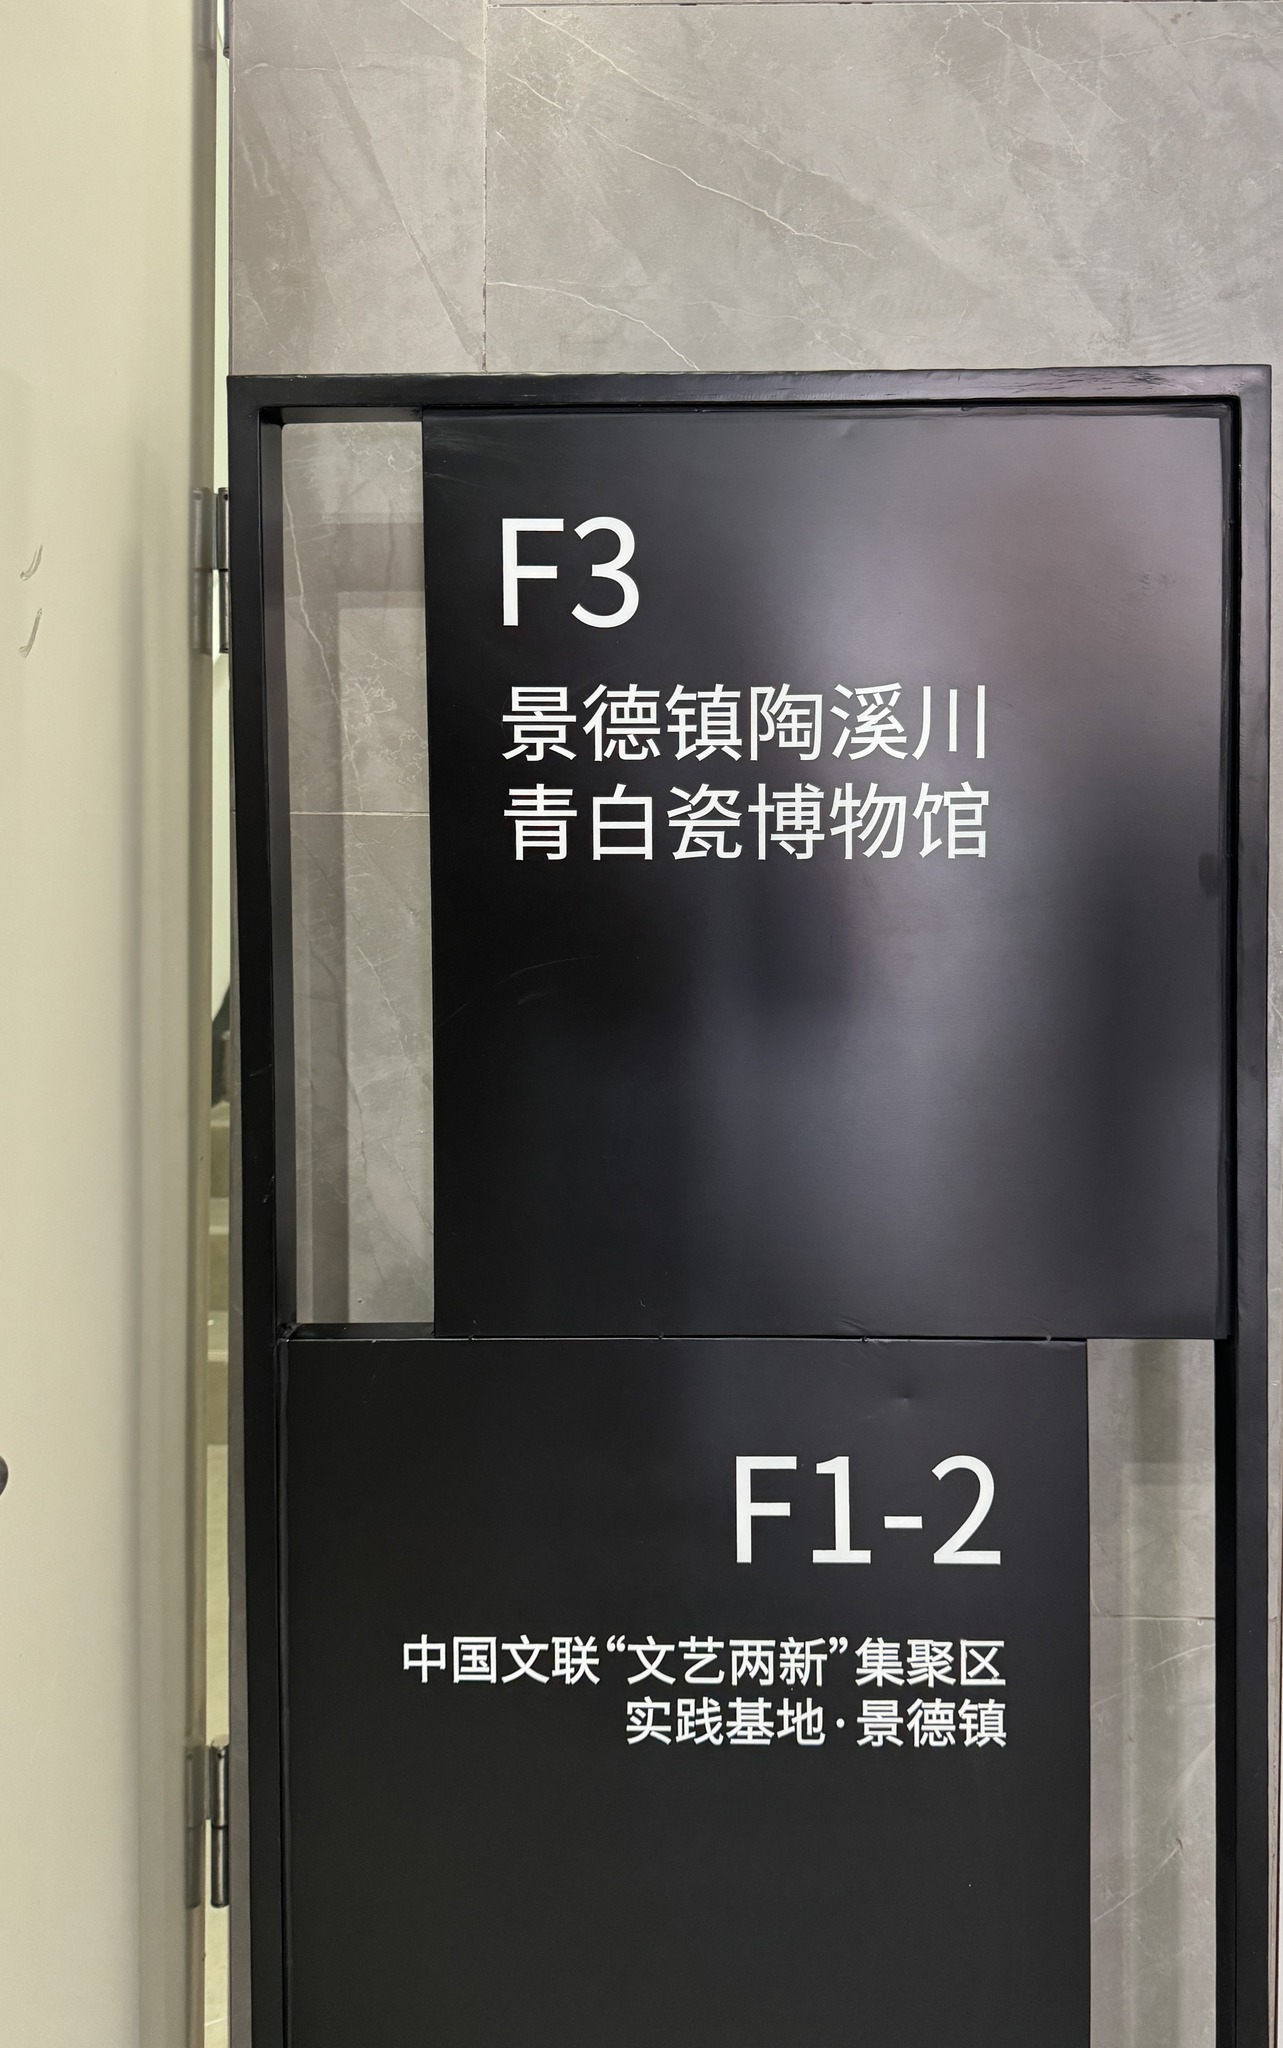 F3
景德镇陶溪川
青白瓷博物馆
F1-2
中国文联“文艺两新”集聚区
实践基地·景德镇